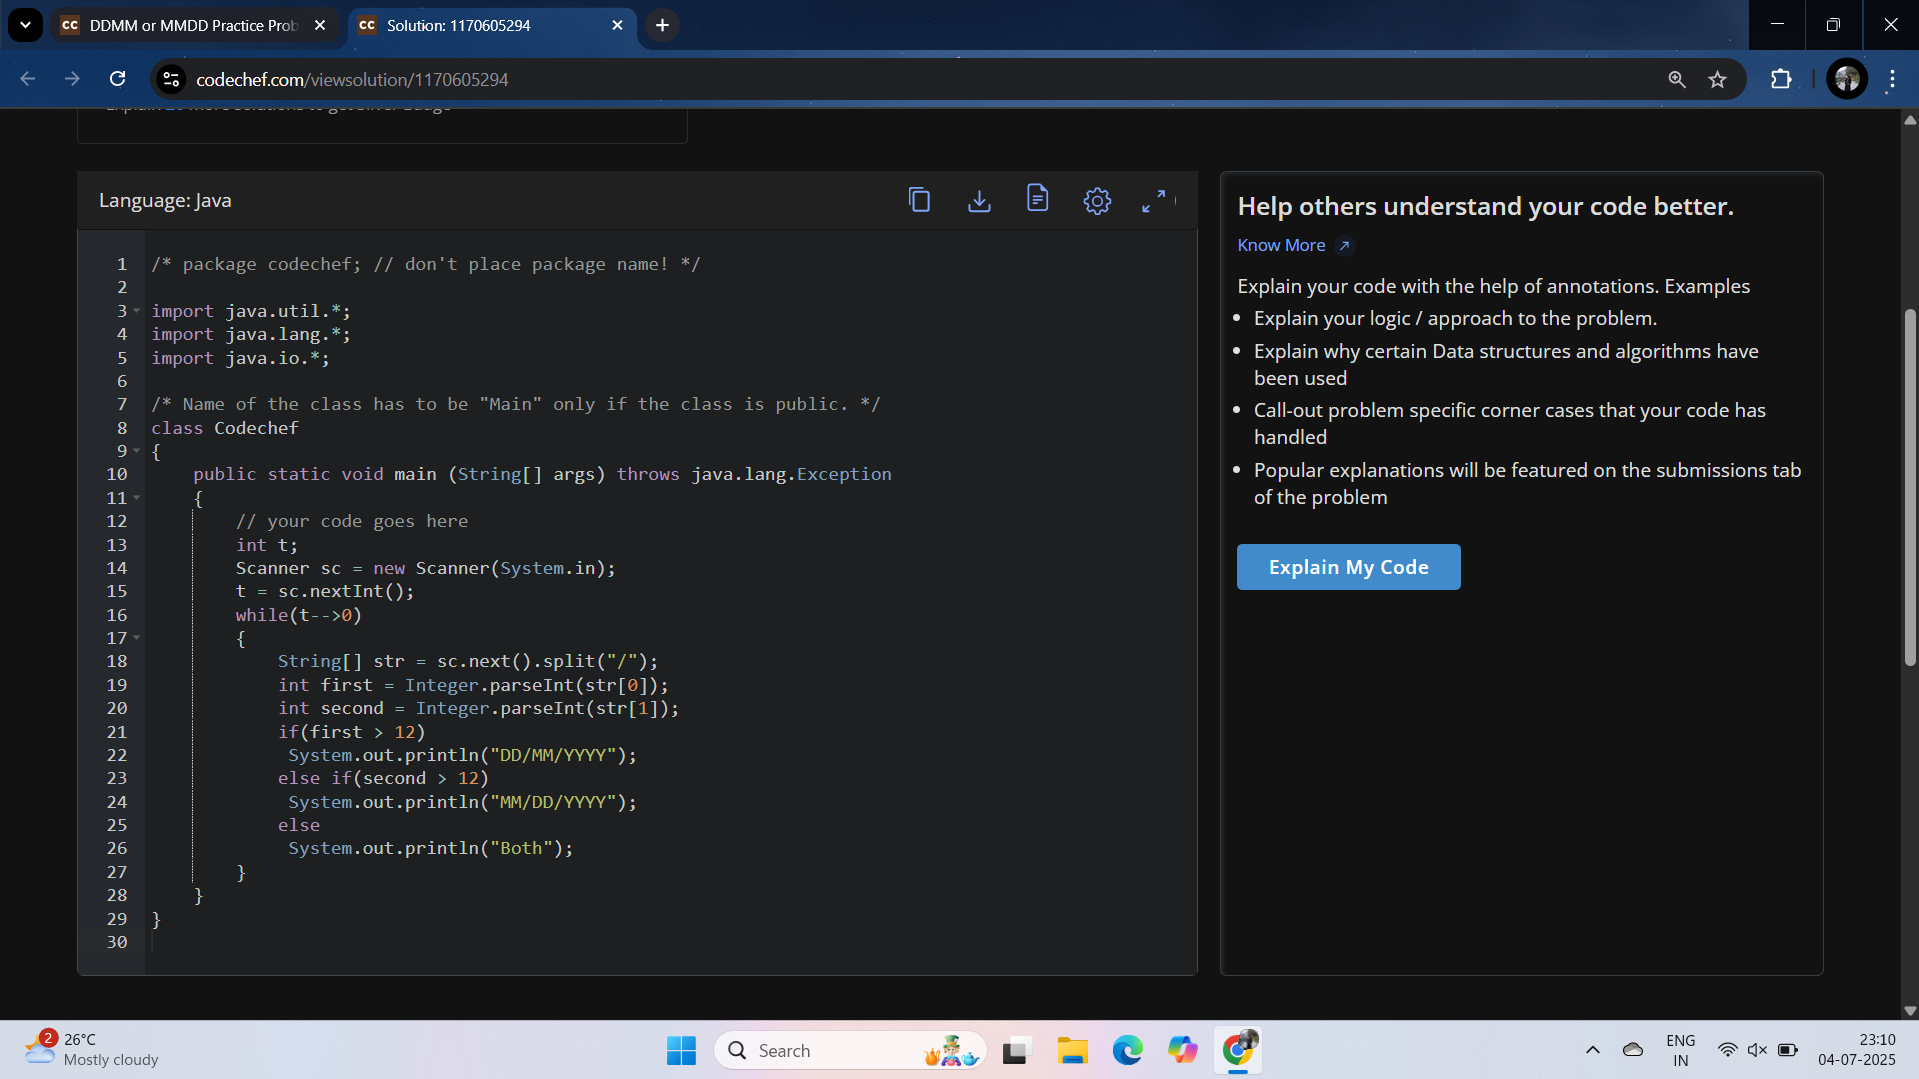 DDMM or MMDD Practice Prob
Solution: 1170605294
codechef.com/viewsolution/1170605294
Language: Java
1 /* package codechef; // don't place package name! */
2
3 import java.util.*;
4 import java.lang.*;
5 import java.io.*;
6
7 /* Name of the class has to be "Main" only if the class is public. */
8 class Codechef
9 {
10     public static void main (String[] args) throws java.lang.Exception
11     {
12         // your code goes here
13         int t;
14         Scanner sc = new Scanner(System.in);
15         t = sc.nextInt();
16         while(t-->0)
17         {
18             String[] str = sc.next().split("/");
19             int first = Integer.parseInt(str[0]);
20             int second = Integer.parseInt(str[1]);
21             if(first > 12)
22              System.out.println("DD/MM/YYYY");
23             else if(second > 12)
24              System.out.println("MM/DD/YYYY");
25             else
26              System.out.println("Both");
27         }
28     }
29 }
30
Help others understand your code better.
Know More
Explain your code with the help of annotations. Examples
• Explain your logic / approach to the problem.
• Explain why certain Data structures and algorithms have
been used
• Call-out problem specific corner cases that your code has
handled
• Popular explanations will be featured on the submissions tab
of the problem
Explain My Code
2
26°C
Mostly cloudy
Search
ENG
IN
23:10
04-07-2025